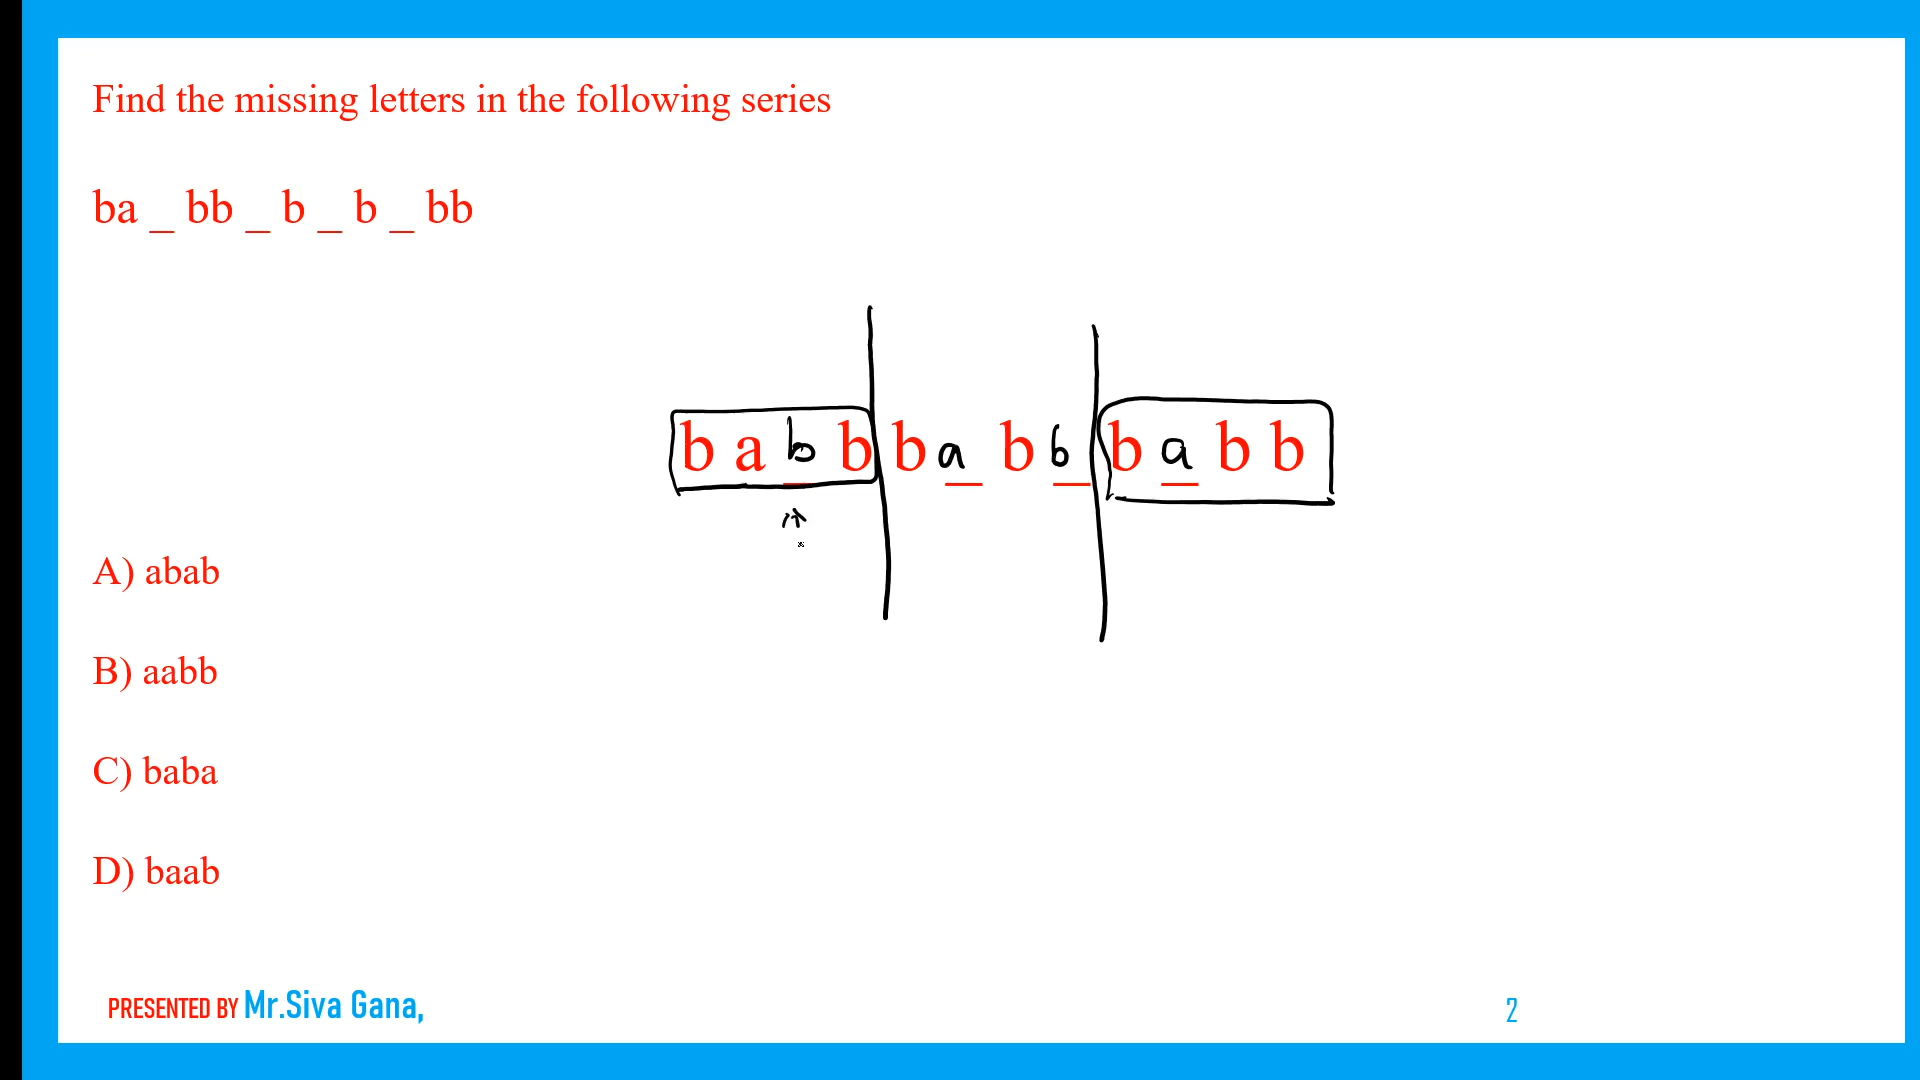 Find the missing letters in the following series
ba _ bb _ b _ b _ bb
b a b b b a b b b a b b
A) abab
B) aabb
C) baba
D) baab
PRESENTED BY Mr.Siva Gana,
2